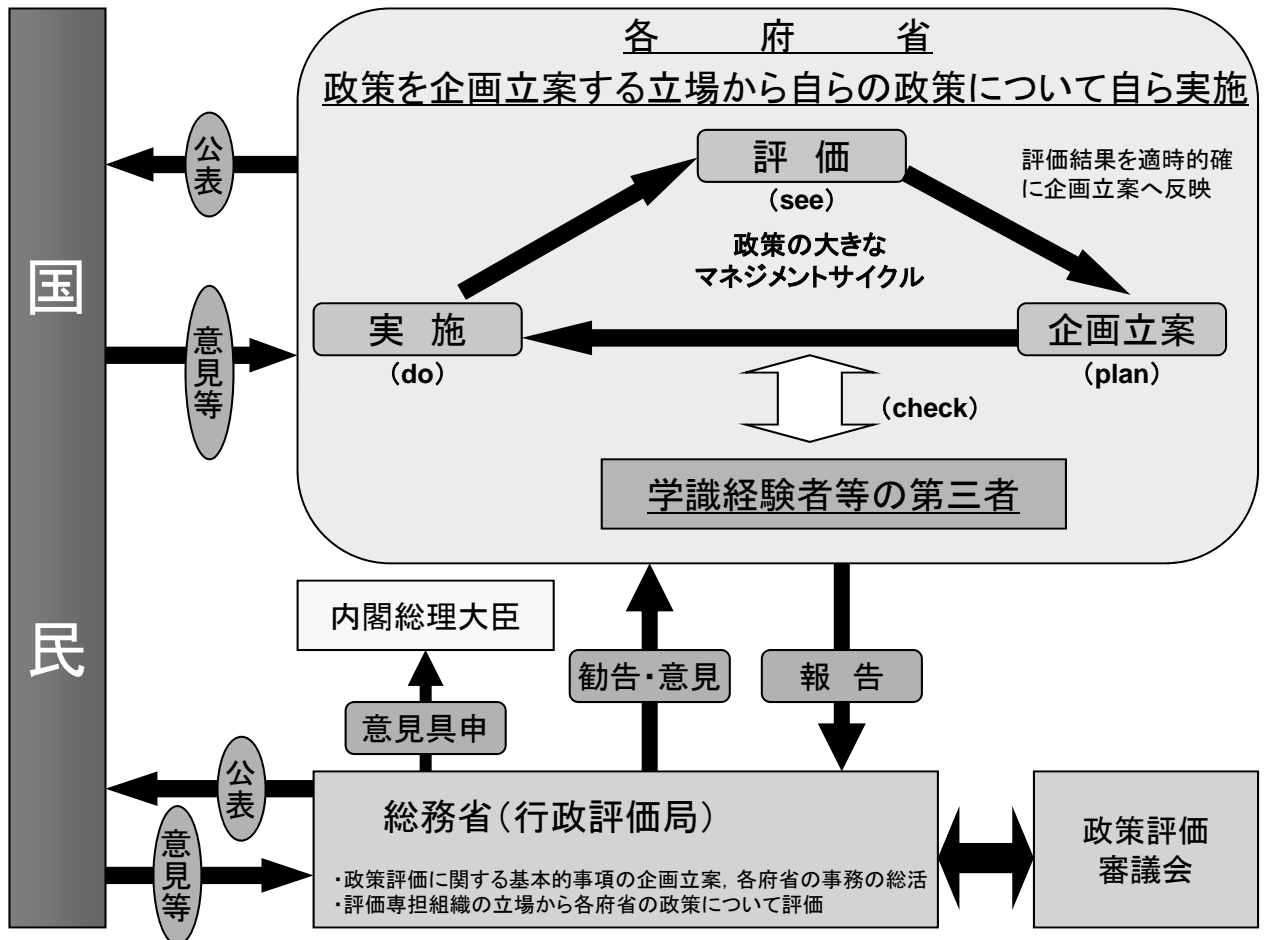 各府省
政策を企画立案する立場から自らの政策について自ら実施
公表
評価
(see)
評価結果を適時的確
に企画立案へ反映
政策の大きな
マネジメントサイクル
国民
意見等
実施
(do)
企画立案
(plan)
(check)
学識経験者等の第三者
内閣総理大臣
勧告・意見
報告
意見具申
公表
意見等
総務省(行政評価局)
・政策評価に関する基本的事項の企画立案,各府省の事務の総活
・評価専担組織の立場から各府省の政策について評価
政策評価
審議会